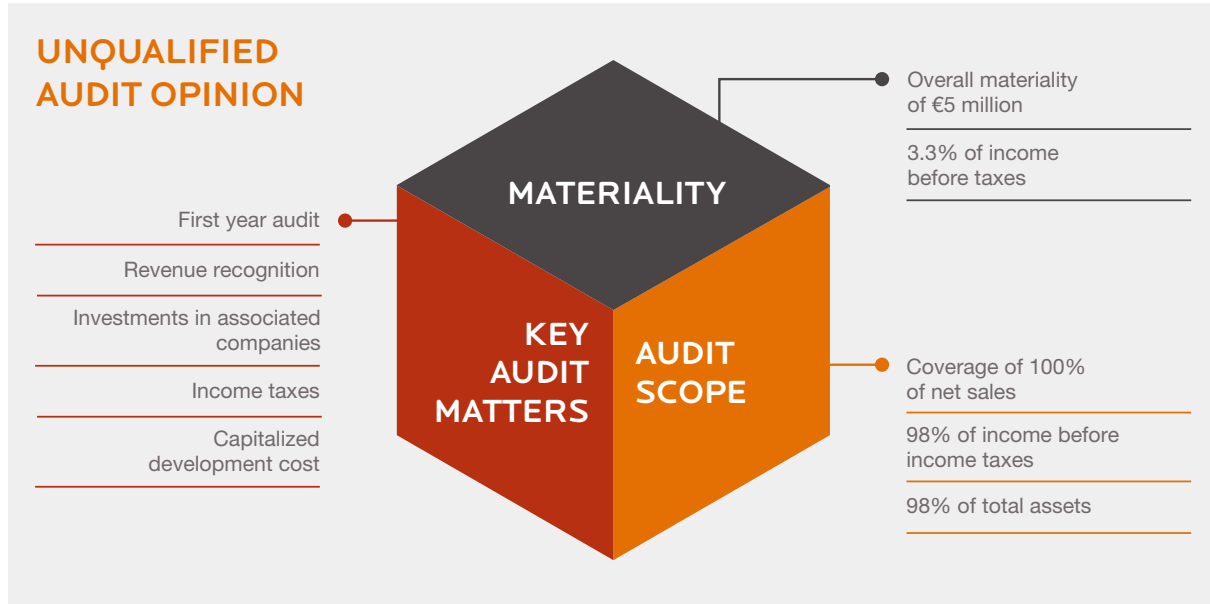 UNQUALIFIED
AUDIT OPINION
MATERIALITY
Overall materiality
of €5 million
3.3% of income
before taxes
First year audit
Revenue recognition
Investments in associated
companies
Income taxes
Capitalized
development cost
KEY
AUDIT
MATTERS
AUDIT
SCOPE
Coverage of 100%
of net sales
98% of income before
income taxes
98% of total assets